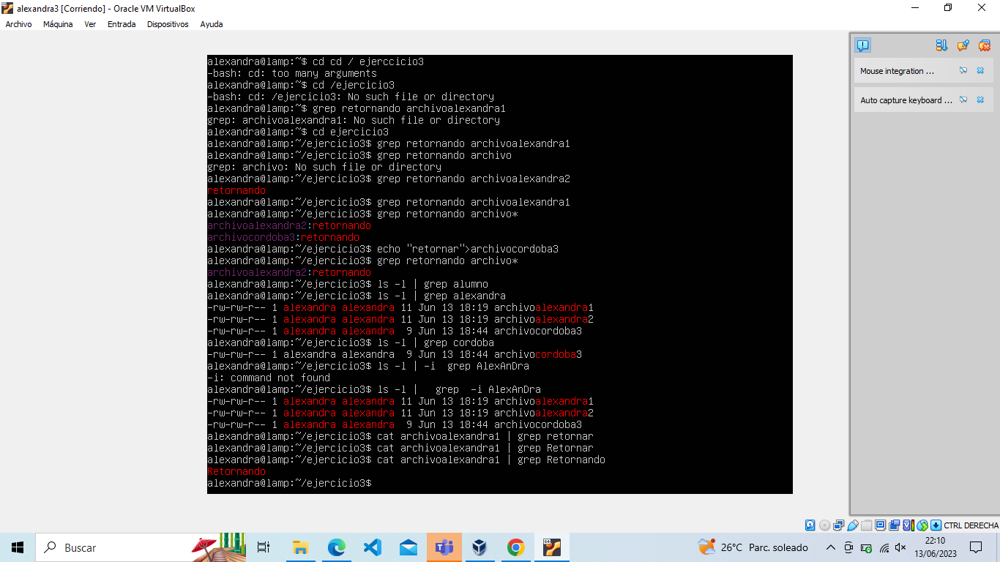 alexandra3 [Corriendo] - Oracle VM VirtualBox
Archivo Máquina Ver Entrada Dispositivos Ayuda
alexandra@lamp:~$ cd cd / ejerccicio3
-bash: cd: too many arguments
alexandra@lamp:~$ cd /ejercicio3
-bash: cd: /ejercicio3: No such file or directory
alexandra@lamp:~$ grep retornando archivoalexandra1
grep: archivoalexandra1: No such file or directory
alexandra@lamp:~$ cd ejercicio3
alexandra@lamp:~/ejercicio3$ grep retornando archivoalexandra1
alexandra@lamp:~/ejercicio3$ grep retornando archivo
grep: archivo: No such file or directory
alexandra@lamp:~/ejercicio3$ grep retornando archivoalexandra2
retornando
alexandra@lamp:~/ejercicio3$ grep retornando archivoalexandra1
alexandra@lamp:~/ejercicio3$ grep retornando archivo*
archivoalexandra2:retornando
archivocordoba3:retornando
alexandra@lamp:~/ejercicio3$ echo "retornar">archivocordoba3
alexandra@lamp:~/ejercicio3$ grep retornando archivo*
archivoalexandra2:retornando
alexandra@lamp:~/ejercicio3$ ls -l | grep alumno
alexandra@lamp:~/ejercicio3$ ls -l | grep alexandra
-rw-rw-r-- 1 alexandra alexandra 11 Jun 13 18:19 archivoalexandra1
-rw-rw-r-- 1 alexandra alexandra 11 Jun 13 18:19 archivoalexandra2
-rw-rw-r-- 1 alexandra alexandra  9 Jun 13 18:44 archivocordoba3
alexandra@lamp:~/ejercicio3$ ls -l | grep cordoba
-rw-rw-r-- 1 alexandra alexandra  9 Jun 13 18:44 archivocordoba3
alexandra@lamp:~/ejercicio3$ ls -l | -i  grep AlexAnDra
-i: command not found
alexandra@lamp:~/ejercicio3$ ls -l |   grep  -i AlexAnDra
-rw-rw-r-- 1 alexandra alexandra 11 Jun 13 18:19 archivoalexandra1
-rw-rw-r-- 1 alexandra alexandra 11 Jun 13 18:19 archivoalexandra2
-rw-rw-r-- 1 alexandra alexandra  9 Jun 13 18:44 archivocordoba3
alexandra@lamp:~/ejercicio3$ cat archivoalexandra1 | grep retornar
alexandra@lamp:~/ejercicio3$ cat archivoalexandra1 | grep Retornar
alexandra@lamp:~/ejercicio3$ cat archivoalexandra1 | grep Retornando
Retornando
alexandra@lamp:~/ejercicio3$
Mouse integration ...
Auto capture keyboard ...
CTRL DERECHA
Buscar
26°C Parc. soleado
22:10
13/06/2023